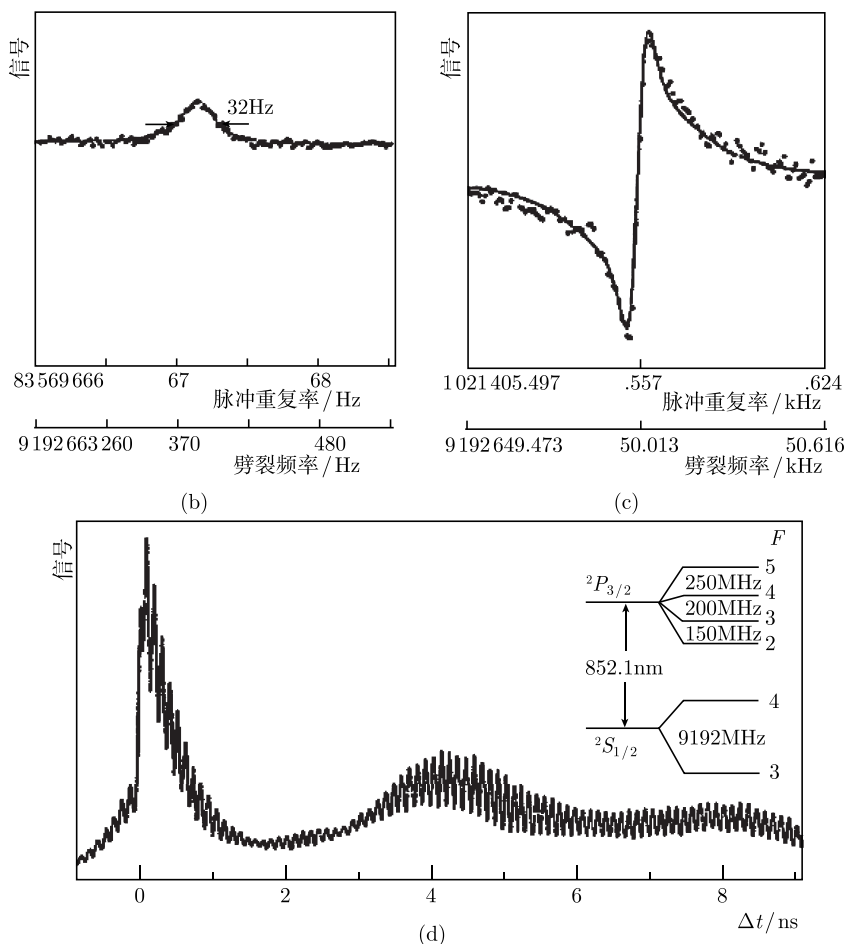 信号
32Hz
83 569 666
67
68
脉冲重复率/Hz
9 192 663 260
370
480
劈裂频率/Hz
(b)
信号
1 021 405.497
.557
.624
脉冲重复率/kHz
9 192 649.473
50.013
50.616
劈裂频率/kHz
(c)
信号
F
²P₃/₂
5
250MHz
4
200MHz
3
150MHz
2
852.1nm
4
²S₁/₂
9192MHz
3
0
2
4
6
8
Δt/ns
(d)